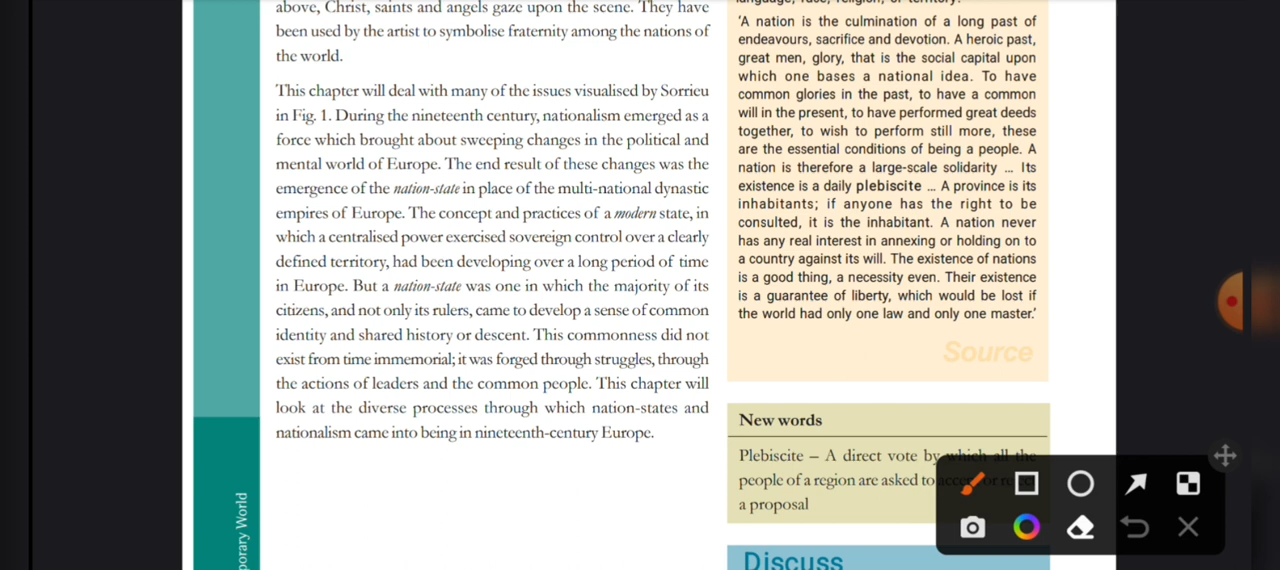 above, Christ, saints and angels gaze upon the scene. They have
been used by the artist to symbolise fraternity among the nations of
the world.
This chapter will deal with many of the issues visualised by Sorrieu
in Fig. 1. During the nineteenth century, nationalism emerged as a
force which brought about sweeping changes in the political and
mental world of Europe. The end result of these changes was the
emergence of the nation-state in place of the multi-national dynastic
empires of Europe. The concept and practices of a modern state, in
which a centralised power exercised sovereign control over a clearly
defined territory, had been developing over a long period of time
in Europe. But a nation-state was one in which the majority of its
citizens, and not only its rulers, came to develop a sense of common
identity and shared history or descent. This commonness did not
exist from time immemorial; it was forged through struggles, through
the actions of leaders and the common people. This chapter will
look at the diverse processes through which nation-states and
nationalism came into being in nineteenth-century Europe.
language, race, religion, or territory:
‘A nation is the culmination of a long past of
endeavours, sacrifice and devotion. A heroic past,
great men, glory, that is the social capital upon
which one bases a national idea. To have
common glories in the past, to have a common
will in the present, to have performed great deeds
together, to wish to perform still more, these
are the essential conditions of being a people. A
nation is therefore a large-scale solidarity … Its
existence is a daily plebiscite … A province is its
inhabitants; if anyone has the right to be
consulted, it is the inhabitant. A nation never
has any real interest in annexing or holding on to
a country against its will. The existence of nations
is a good thing, a necessity even. Their existence
is a guarantee of liberty, which would be lost if
the world had only one law and only one master.’
Source
New words
Plebiscite – A direct vote by which all the
people of a region are asked to accept or reject
a proposal
Discuss
porary World